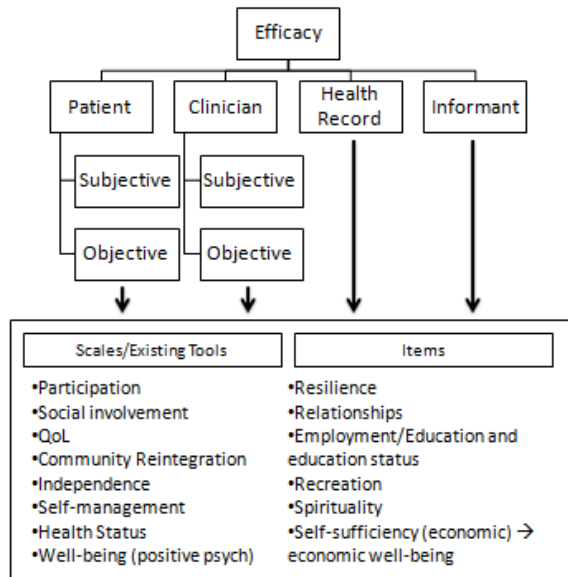 Efficacy
Patient
Clinician
Health
Record
Informant
Subjective
Subjective
Objective
Objective
Scales/Existing Tools
•Participation
•Social involvement
•QoL
•Community Reintegration
•Independence
•Self-management
•Health Status
•Well-being (positive psych)
Items
•Resilience
•Relationships
•Employment/Education and
education status
•Recreation
•Spirituality
•Self-sufficiency (economic) →
economic well-being